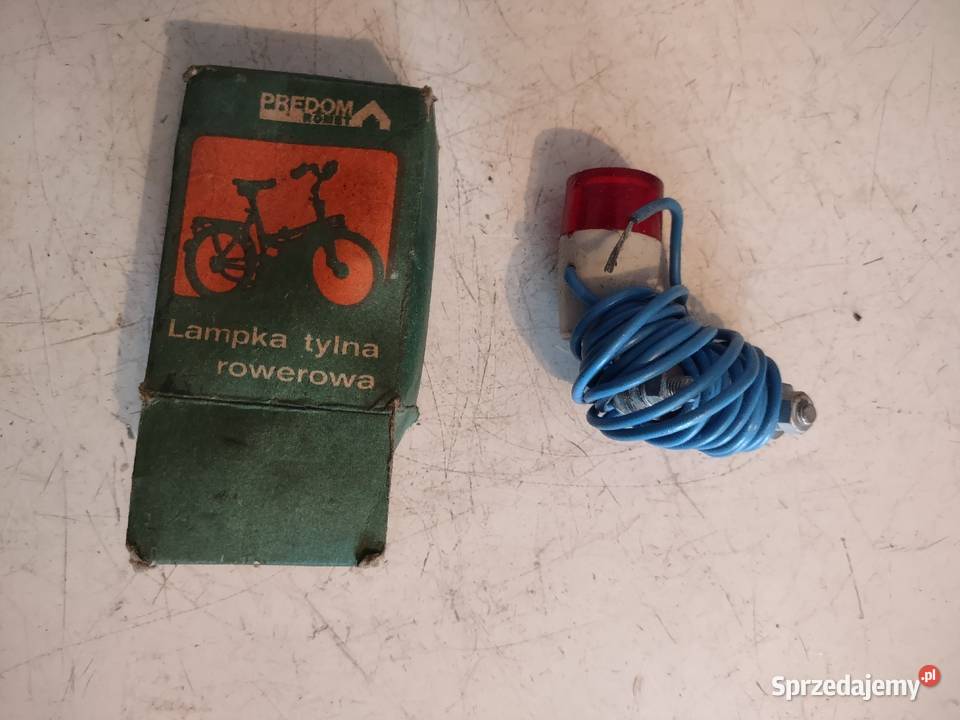 PREDOM
ROMET
Lampka tylna
rowerowa
Sprzedajemy.pl